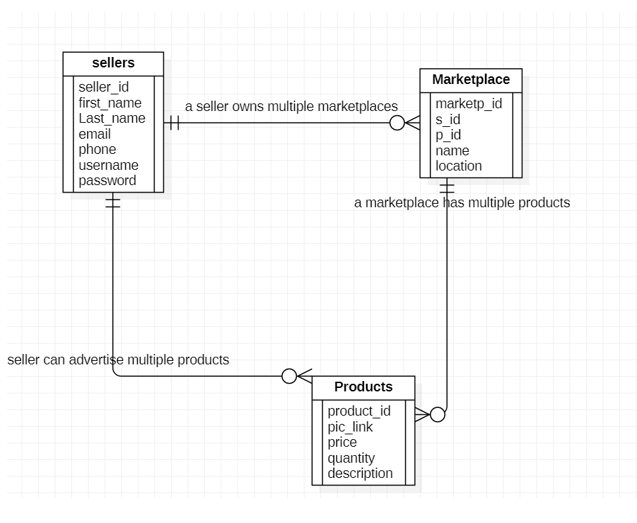 sellers
seller_id
first_name
Last_name
email
phone
username
password
a seller owns multiple marketplaces
Marketplace
marketp_id
s_id
p_id
name
location
a marketplace has multiple products
seller can advertise multiple products
Products
product_id
pic_link
price
quantity
description